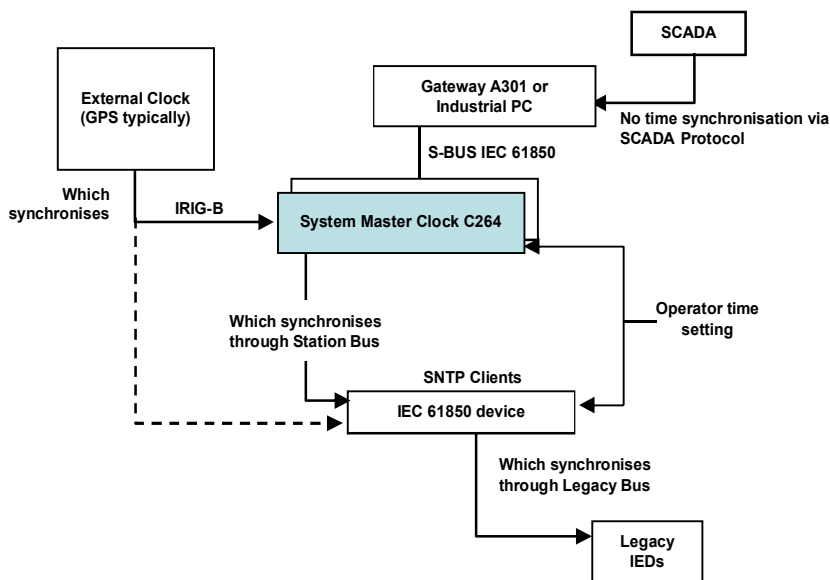 SCADA
External Clock
(GPS typically)
Gateway A301 or
Industrial PC
No time synchronisation via
SCADA Protocol
S-BUS IEC 61850
Which
synchronises
IRIG-B
System Master Clock C264
Which synchronises
through Station Bus
Operator time
setting
SNTP Clients
IEC 61850 device
Which synchronises
through Legacy Bus
Legacy
IEDs